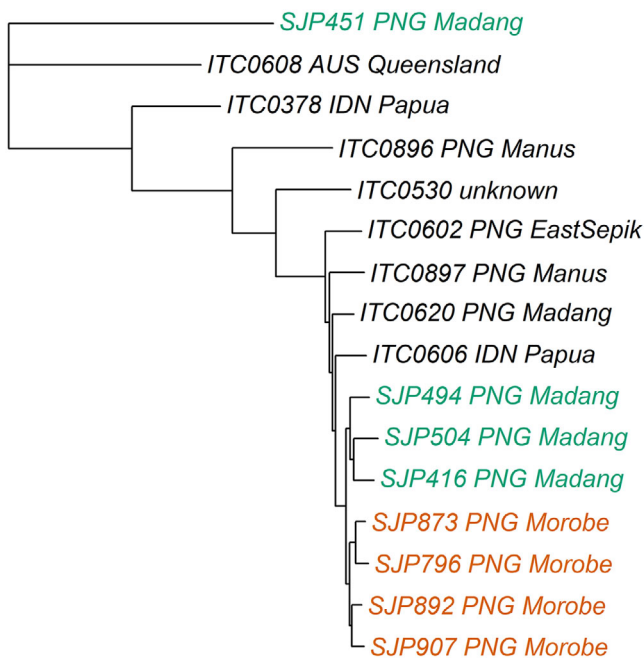 SJP451 PNG Madang
ITC0608 AUS Queensland
ITC0378 IDN Papua
ITC0896 PNG Manus
ITC0530 unknown
ITC0602 PNG EastSepik
ITC0897 PNG Manus
ITC0620 PNG Madang
ITC0606 IDN Papua
SJP494 PNG Madang
SJP504 PNG Madang
SJP416 PNG Madang
SJP873 PNG Morobe
SJP796 PNG Morobe
SJP892 PNG Morobe
SJP907 PNG Morobe